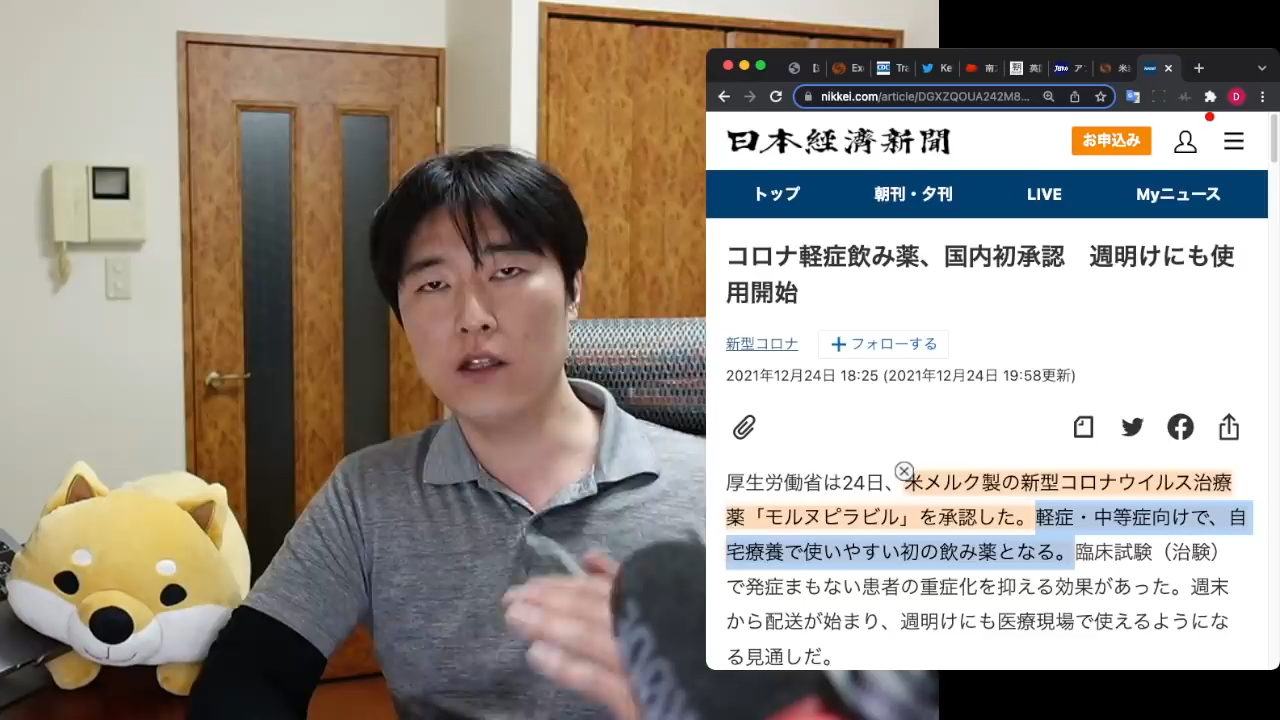 Ex
CDC
Tra
Ke
南
英
ア
米
nikkei.com/article/DGXZQOUA242M8...
D
日本経済新聞
お申込み
トップ
朝刊・夕刊
LIVE
Myニュース
コロナ軽症飲み薬、国内初承認 週明けにも使
用開始
新型コロナ
フォローする
2021年12月24日 18:25 (2021年12月24日 19:58更新)
厚生労働省は24日、米メルク製の新型コロナウイルス治療
薬「モルヌピラビル」を承認した。軽症・中等症向けで、自
宅療養で使いやすい初の飲み薬となる。臨床試験（治験）
で発症まもない患者の重症化を抑える効果があった。週末
から配送が始まり、週明けにも医療現場で使えるようにな
る見通しだ。